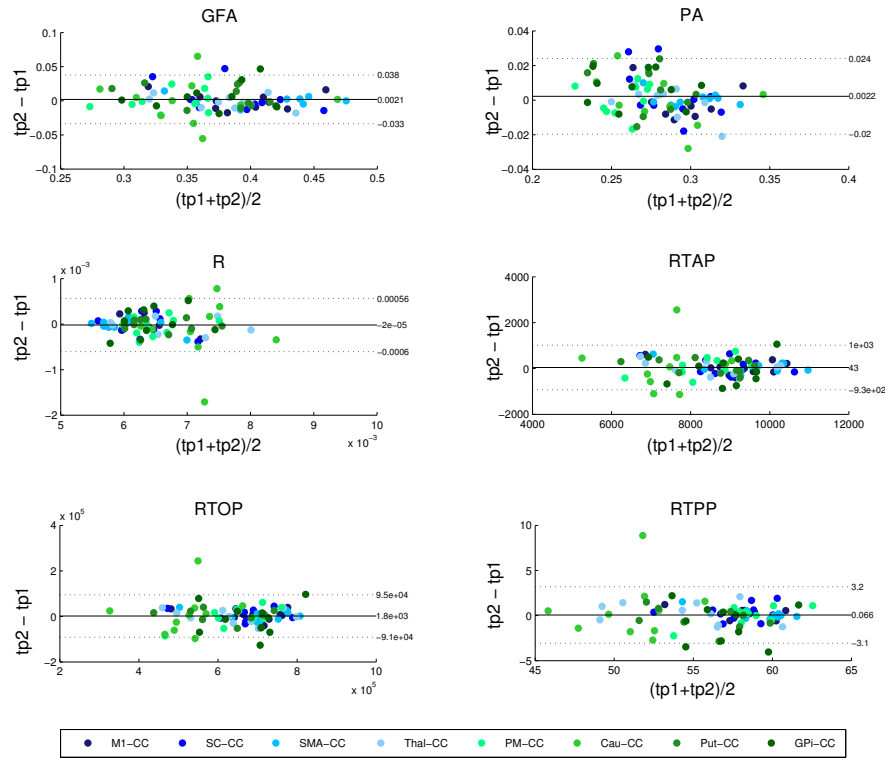 GFA
0.1
0.05
0
−0.05
−0.1
tp2 − tp1
0.038
0.0021
−0.033
0.25 0.3 0.35 0.4 0.45 0.5
(tp1+tp2)/2
PA
0.04
0.02
0
−0.02
−0.04
tp2 − tp1
0.024
0.0022
−0.02
0.2 0.25 0.3 0.35 0.4
(tp1+tp2)/2
R
x 10⁻³
1
0
−1
−2
tp2 − tp1
0.00056
−2e−05
−0.0006
5 6 7 8 9 10
x 10⁻³
(tp1+tp2)/2
RTAP
4000
2000
0
−2000
tp2 − tp1
1e+03
43
−9.3e+02
4000 6000 8000 10000 12000
(tp1+tp2)/2
RTOP
x 10⁵
4
2
0
−2
tp2 − tp1
9.5e+04
1.8e+03
−9.1e+04
2 4 6 8 10
x 10⁵
RTPP
10
5
0
−5
tp2 − tp1
3.2
0.066
−3.1
45 50 55 60 65
(tp1+tp2)/2
M1−CC SC−CC SMA−CC Thal−CC PM−CC Cau−CC Put−CC GPi−CC